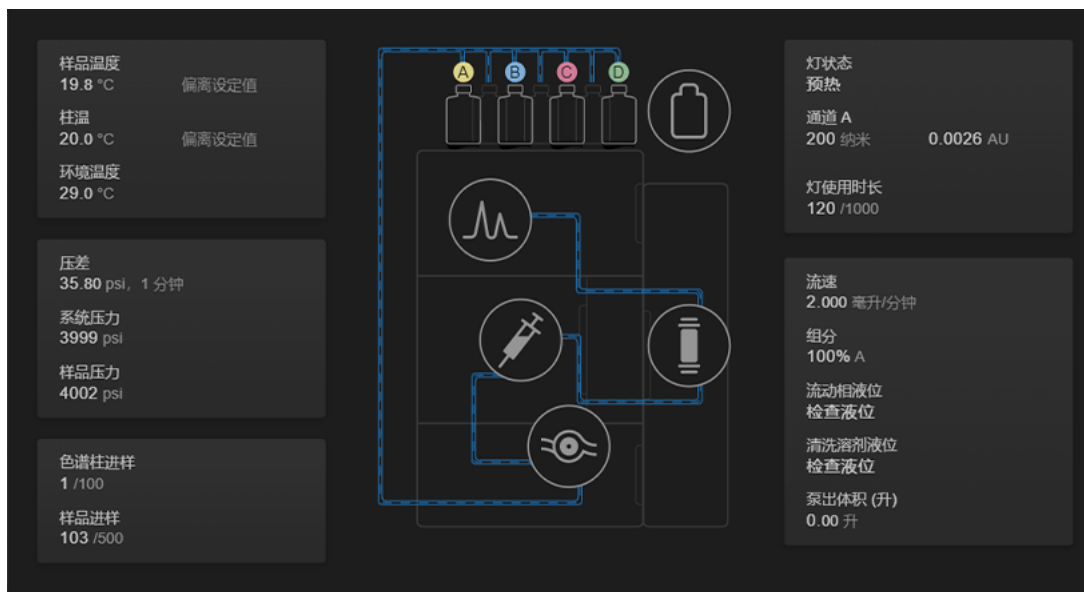 样品温度
19.8 °C 偏离设定值
柱温
20.0 °C 偏离设定值
环境温度
29.0 °C
压差
35.80 psi, 1 分钟
系统压力
3999 psi
样品压力
4002 psi
色谱柱进样
1 /100
样品进样
103 /500
A B C D
灯状态
预热
通道 A
200 纳米 0.0026 AU
灯使用时长
120 /1000
流速
2.000 毫升/分钟
组分
100% A
流动相液位
检查液位
清洗溶剂液位
检查液位
泵出体积 (升)
0.00 升